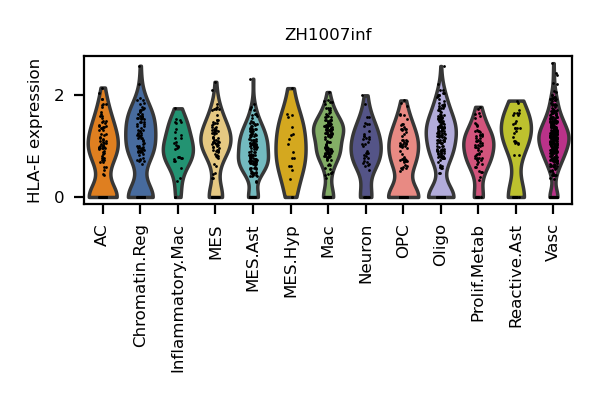 ZH1007inf
HLA-E expression
2
0
AC
Chromatin.Reg
Inflammatory.Mac
MES
MES.Ast
MES.Hyp
Mac
Neuron
OPC
Oligo
Prolif.Metab
Reactive.Ast
Vasc